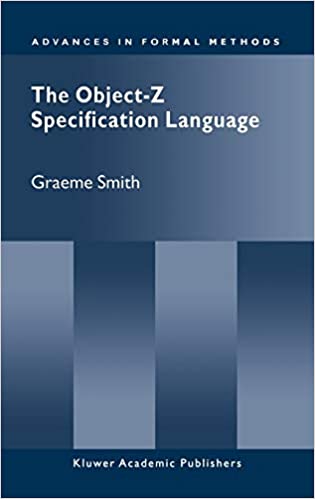 ADVANCES IN FORMAL METHODS
The Object-Z
Specification Language
Graeme Smith
Kluwer Academic Publishers